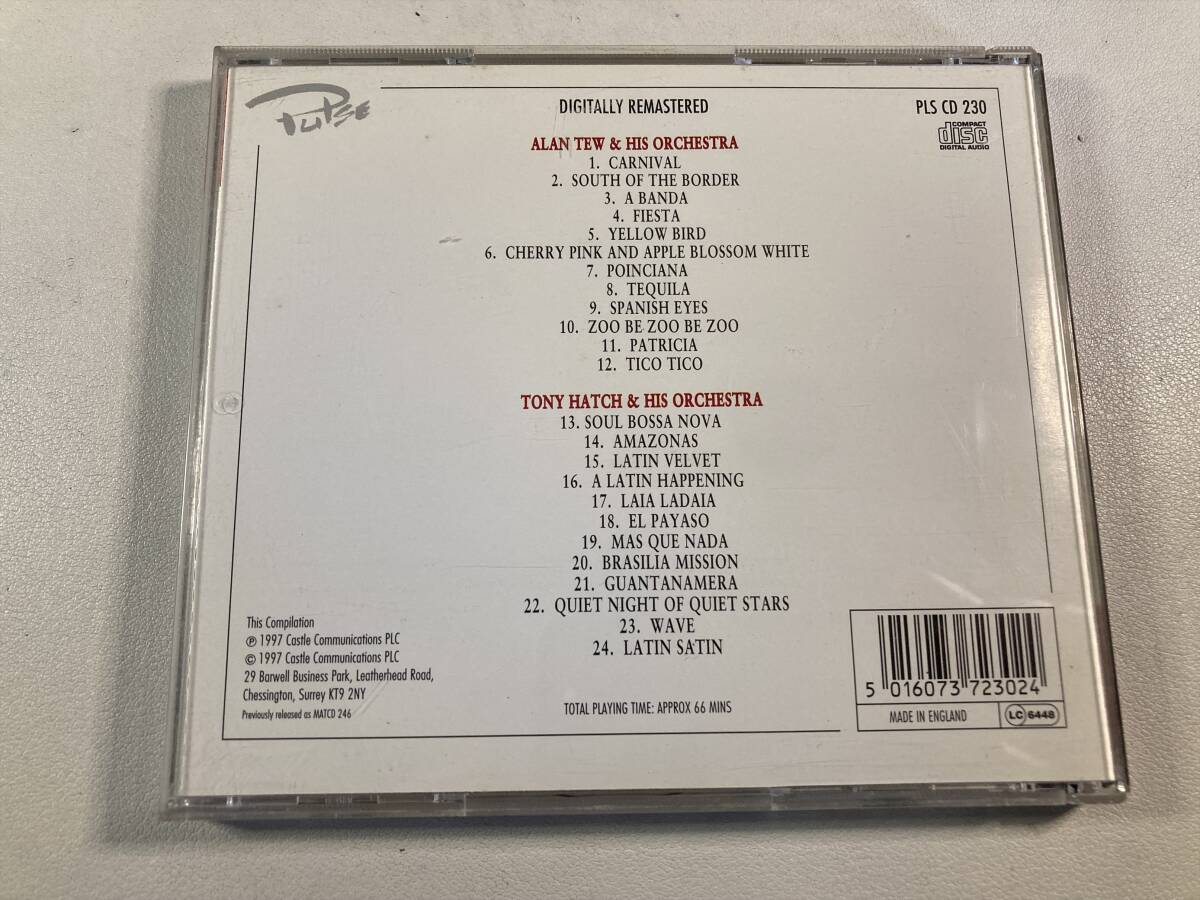 Pulse
DIGITALLY REMASTERED
PLS CD 230
COMPACT
disc
DIGITAL AUDIO
ALAN TEW & HIS ORCHESTRA
1. CARNIVAL
2. SOUTH OF THE BORDER
3. A BANDA
4. FIESTA
5. YELLOW BIRD
6. CHERRY PINK AND APPLE BLOSSOM WHITE
7. POINCIANA
8. TEQUILA
9. SPANISH EYES
10. ZOO BE ZOO BE ZOO
11. PATRICIA
12. TICO TICO
TONY HATCH & HIS ORCHESTRA
13. SOUL BOSSA NOVA
14. AMAZONAS
15. LATIN VELVET
16. A LATIN HAPPENING
17. LAIA LADAIA
18. EL PAYASO
19. MAS QUE NADA
20. BRASILIA MISSION
21. GUANTANAMERA
22. QUIET NIGHT OF QUIET STARS
23. WAVE
24. LATIN SATIN
This Compilation
℗ 1997 Castle Communications PLC
© 1997 Castle Communications PLC
29 Barwell Business Park, Leatherhead Road,
Chessington, Surrey KT9 2NY
Previously released as MATCD 246
TOTAL PLAYING TIME: APPROX 66 MINS
5 016073 723024
MADE IN ENGLAND
LC 6448